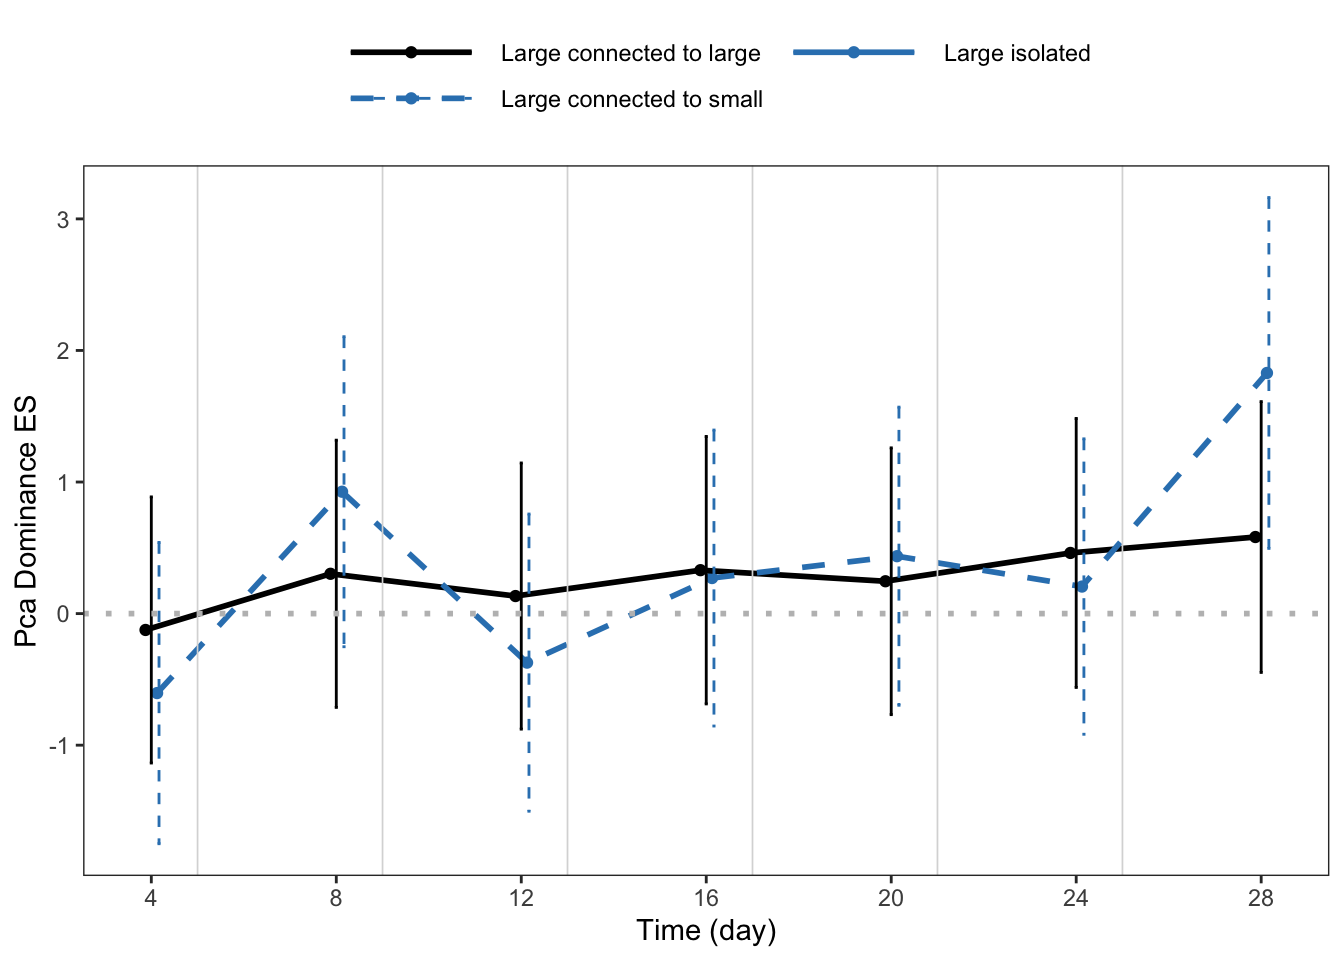 Large connected to large
Large isolated
Large connected to small
Pca Dominance ES
3
2
1
0
-1
4
8
12
16
20
24
28
Time (day)